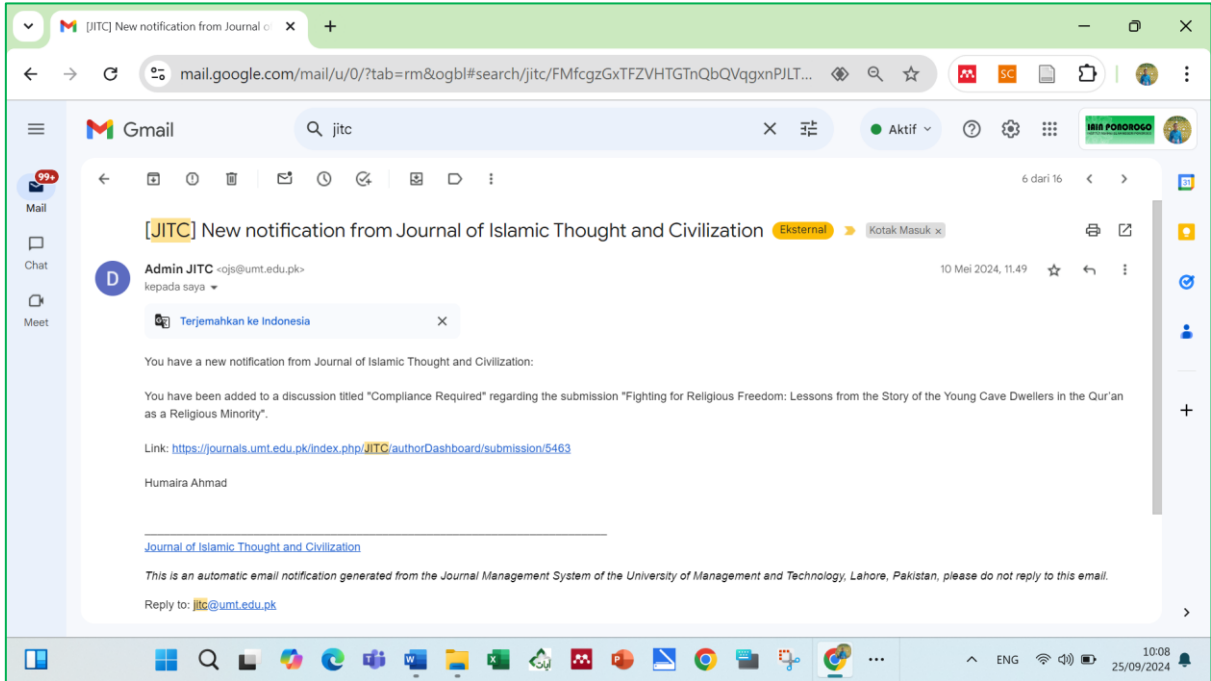 [JITC] New notification from Journal of
mail.google.com/mail/u/0/?tab=rm&ogbl#search/jitc/FMfcgzGxTFZVHTGTnQbQVqgxnPJLT...
SC
Gmail
jitc
Aktif
IAIN PONOROGO
99+
Mail
6 dari 16
31
[JITC] New notification from Journal of Islamic Thought and Civilization Eksternal Kotak Masuk x
Chat
D
Admin JITC <ojs@umt.edu.pk>
10 Mei 2024, 11.49
kepada saya
Meet
Terjemahkan ke Indonesia
You have a new notification from Journal of Islamic Thought and Civilization:
You have been added to a discussion titled "Compliance Required" regarding the submission "Fighting for Religious Freedom: Lessons from the Story of the Young Cave Dwellers in the Qur'an
as a Religious Minority".
Link: https://journals.umt.edu.pk/index.php/JITC/authorDashboard/submission/5463
Humaira Ahmad
Journal of Islamic Thought and Civilization
This is an automatic email notification generated from the Journal Management System of the University of Management and Technology, Lahore, Pakistan, please do not reply to this email.
Reply to: jitc@umt.edu.pk
ENG
10:08
25/09/2024